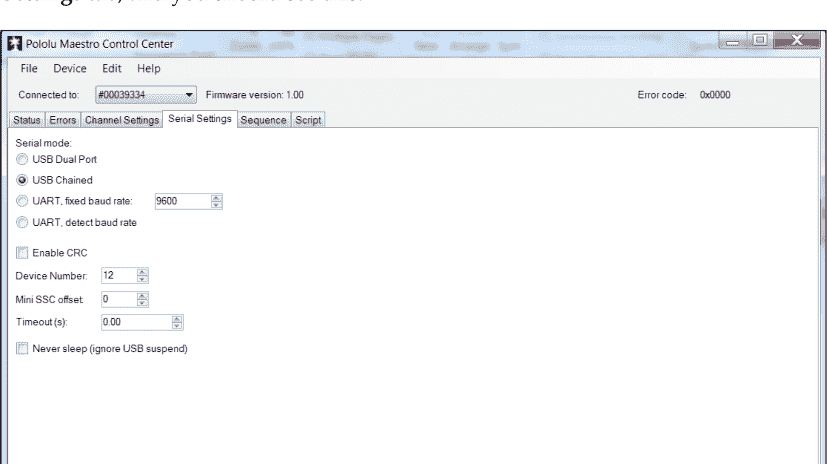 Pololu Maestro Control Center
File Device Edit Help
Connected to: #00039334 Firmware version: 1.00 Error code: 0x0000
Status Errors Channel Settings Serial Settings Sequence Script
Serial mode:
USB Dual Port
USB Chained
UART, fixed baud rate: 9600
UART, detect baud rate
Enable CRC
Device Number: 12
Mini SSC offset: 0
Timeout (s): 0.00
Never sleep (ignore USB suspend)